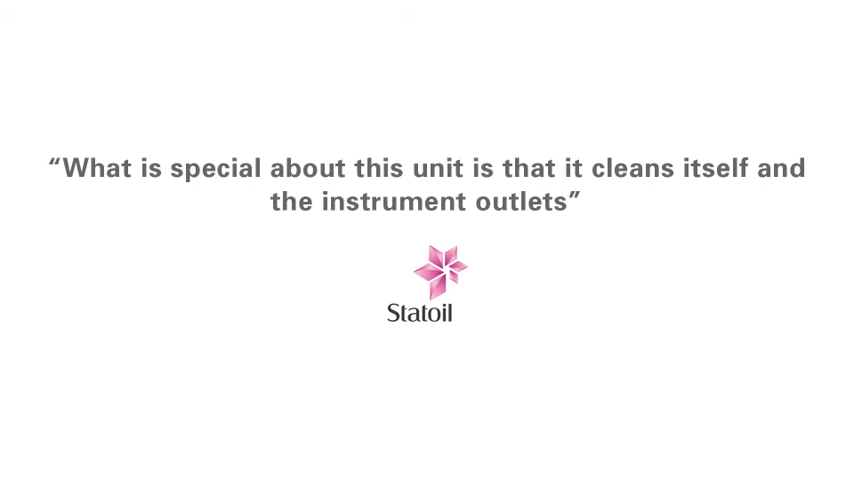 “What is special about this unit is that it cleans itself and
the instrument outlets”
Statoil